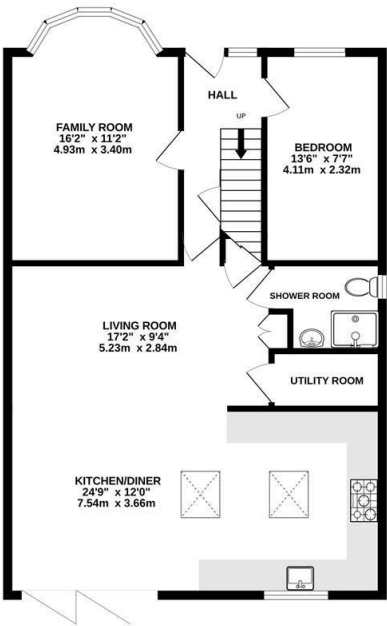 HALL
UP
FAMILY ROOM
16'2" x 11'2"
4.93m x 3.40m
BEDROOM
13'6" x 7'7"
4.11m x 2.32m
SHOWER ROOM
LIVING ROOM
17'2" x 9'4"
5.23m x 2.84m
UTILITY ROOM
KITCHEN/DINER
24'9" x 12'0"
7.54m x 3.66m